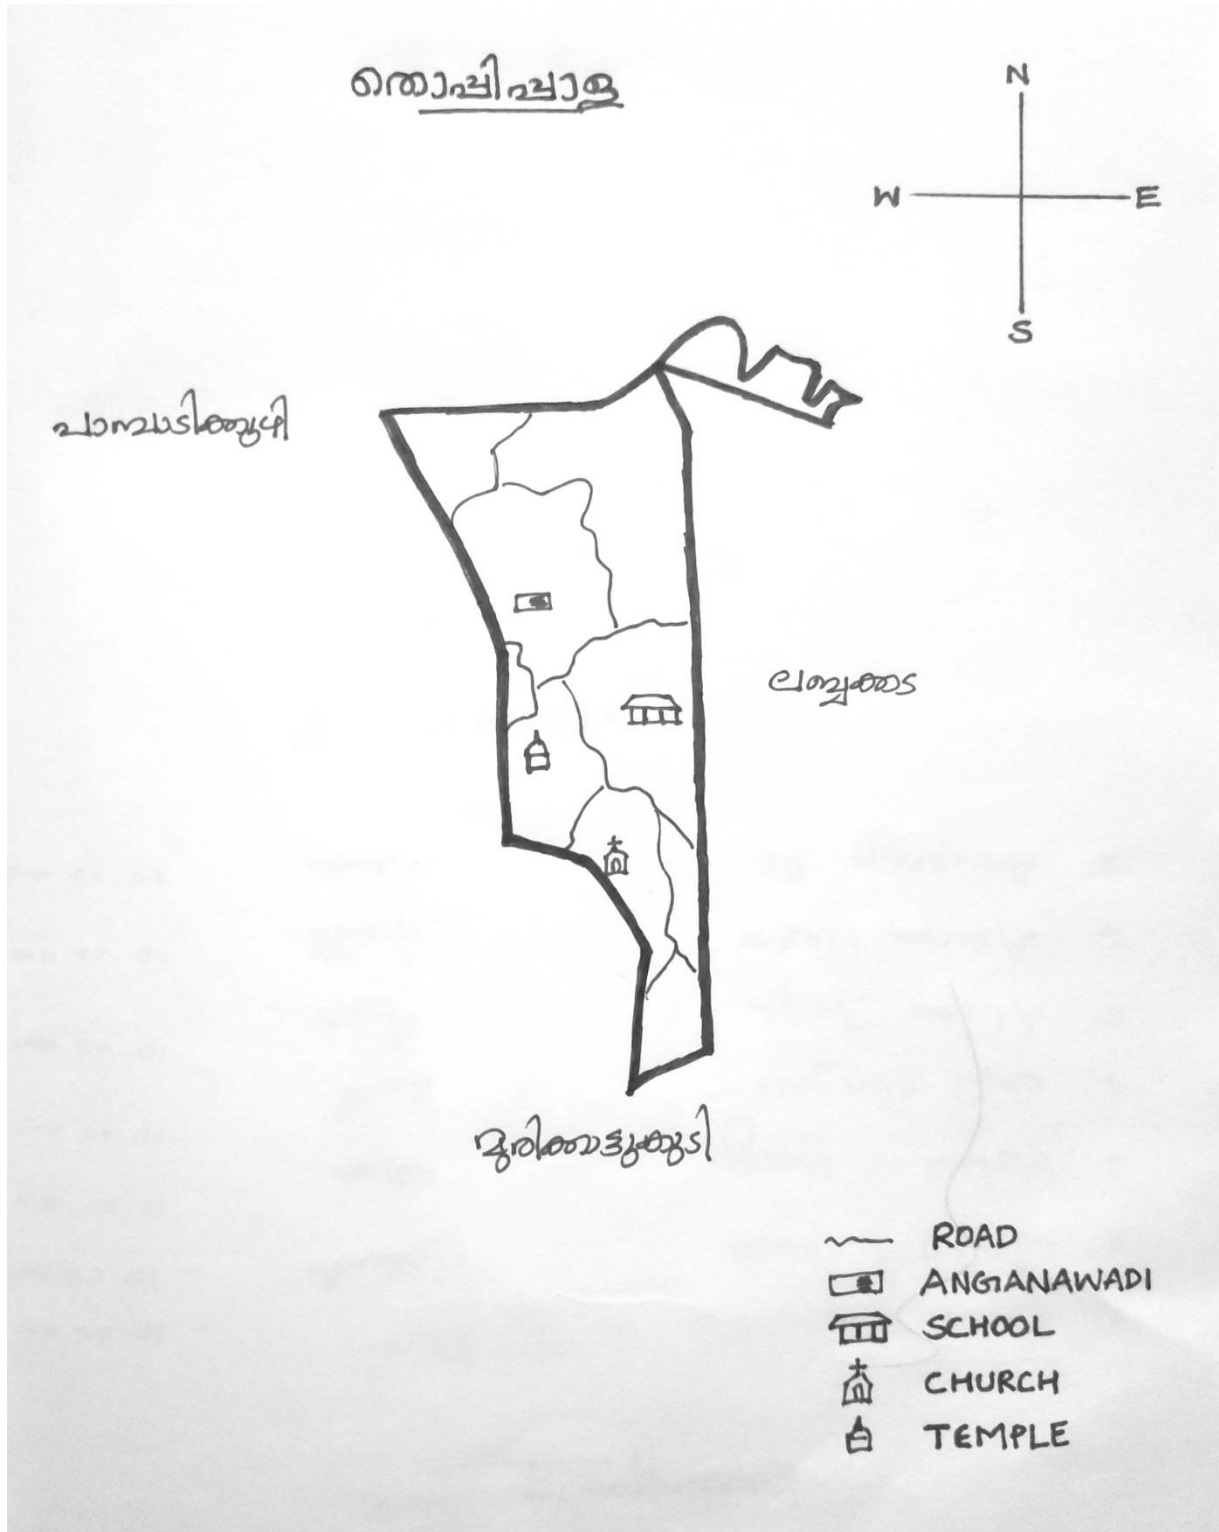 തൊപ്പിപ്പാള
N
W E
S
പാമ്പാടിക്കുഴി
ലബ്ബക്കട
മുരിക്കാട്ടുകുടി
ROAD
ANGANAWADI
SCHOOL
CHURCH
TEMPLE